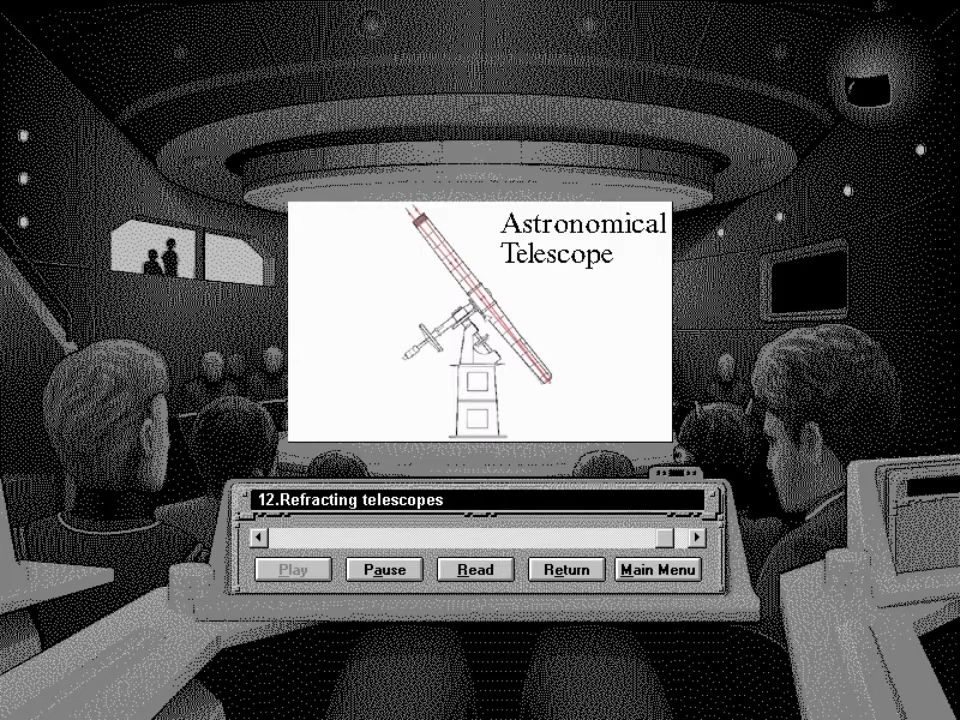 Astronomical
Telescope
12.Refracting telescopes
Play Pause Read Return Main Menu